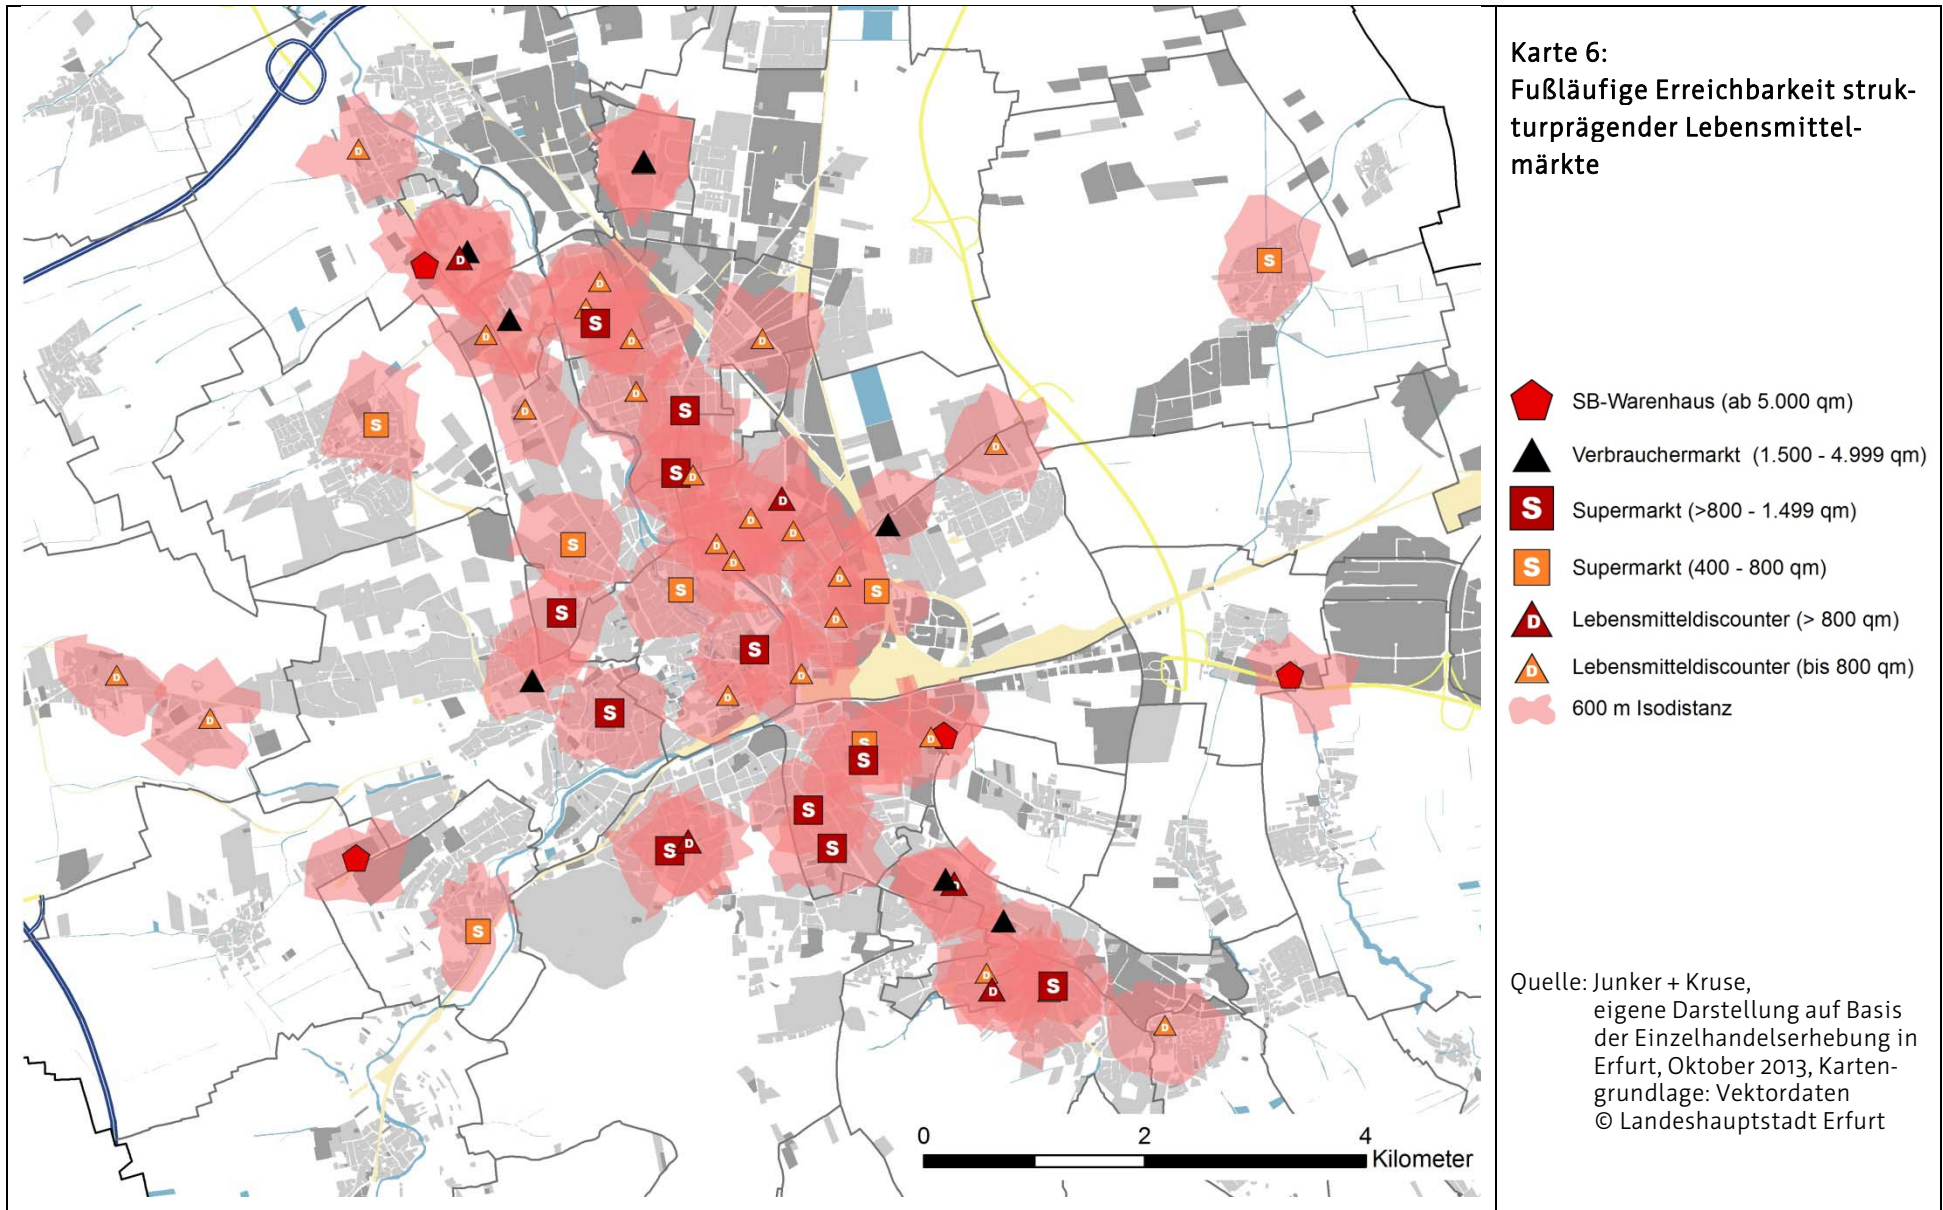 Karte 6:
Fußläufige Erreichbarkeit struk-
turprägender Lebensmittel-
märkte
SB-Warenhaus (ab 5.000 qm)
Verbrauchermarkt (1.500 - 4.999 qm)
S Supermarkt (>800 - 1.499 qm)
S Supermarkt (400 - 800 qm)
D Lebensmitteldiscounter (> 800 qm)
D Lebensmitteldiscounter (bis 800 qm)
600 m Isodistanz
Quelle: Junker + Kruse,
eigene Darstellung auf Basis
der Einzelhandelserhebung in
Erfurt, Oktober 2013, Karten-
grundlage: Vektordaten
© Landeshauptstadt Erfurt
0 2 4
Kilometer